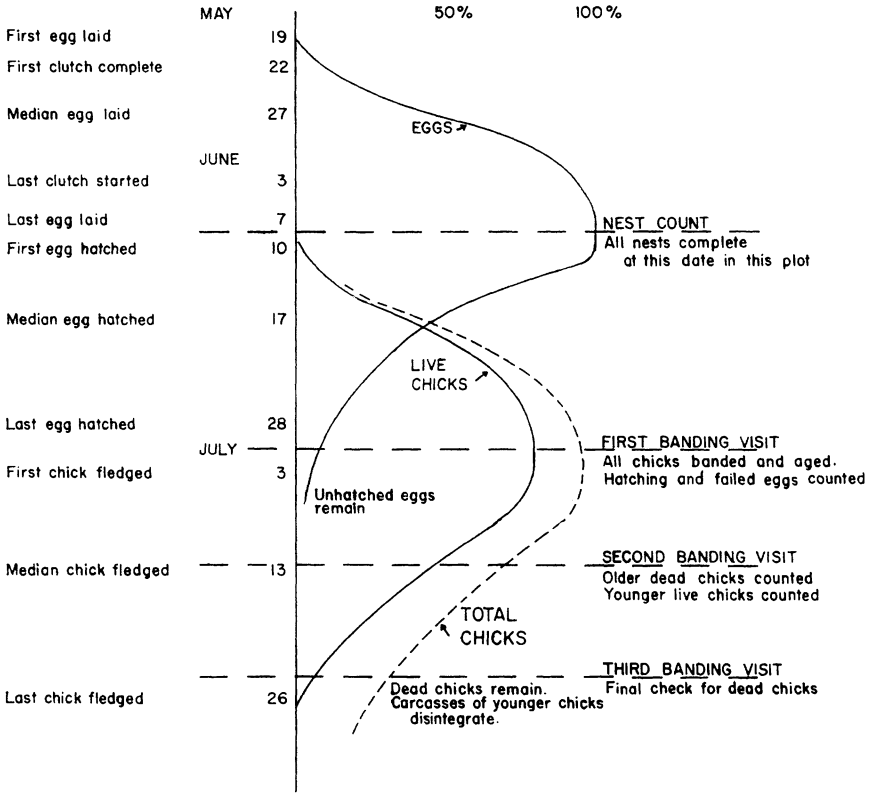 MAY 50% 100%
First egg laid 19
First clutch complete 22
Median egg laid 27
EGGS
JUNE
Last clutch started 3
Last egg laid 7
NEST COUNT
All nests complete
at this date in this plot
First egg hatched 10
Median egg hatched 17
LIVE
CHICKS
Last egg hatched 28
JULY
FIRST BANDING VISIT
All chicks banded and aged.
Hatching and failed eggs counted
First chick fledged 3
Unhatched eggs
remain
SECOND BANDING VISIT
Median chick fledged 13
Older dead chicks counted
Younger live chicks counted
TOTAL
CHICKS
THIRD BANDING VISIT
Final check for dead chicks
Dead chicks remain.
Carcasses of younger chicks
disintegrate.
Last chick fledged 26